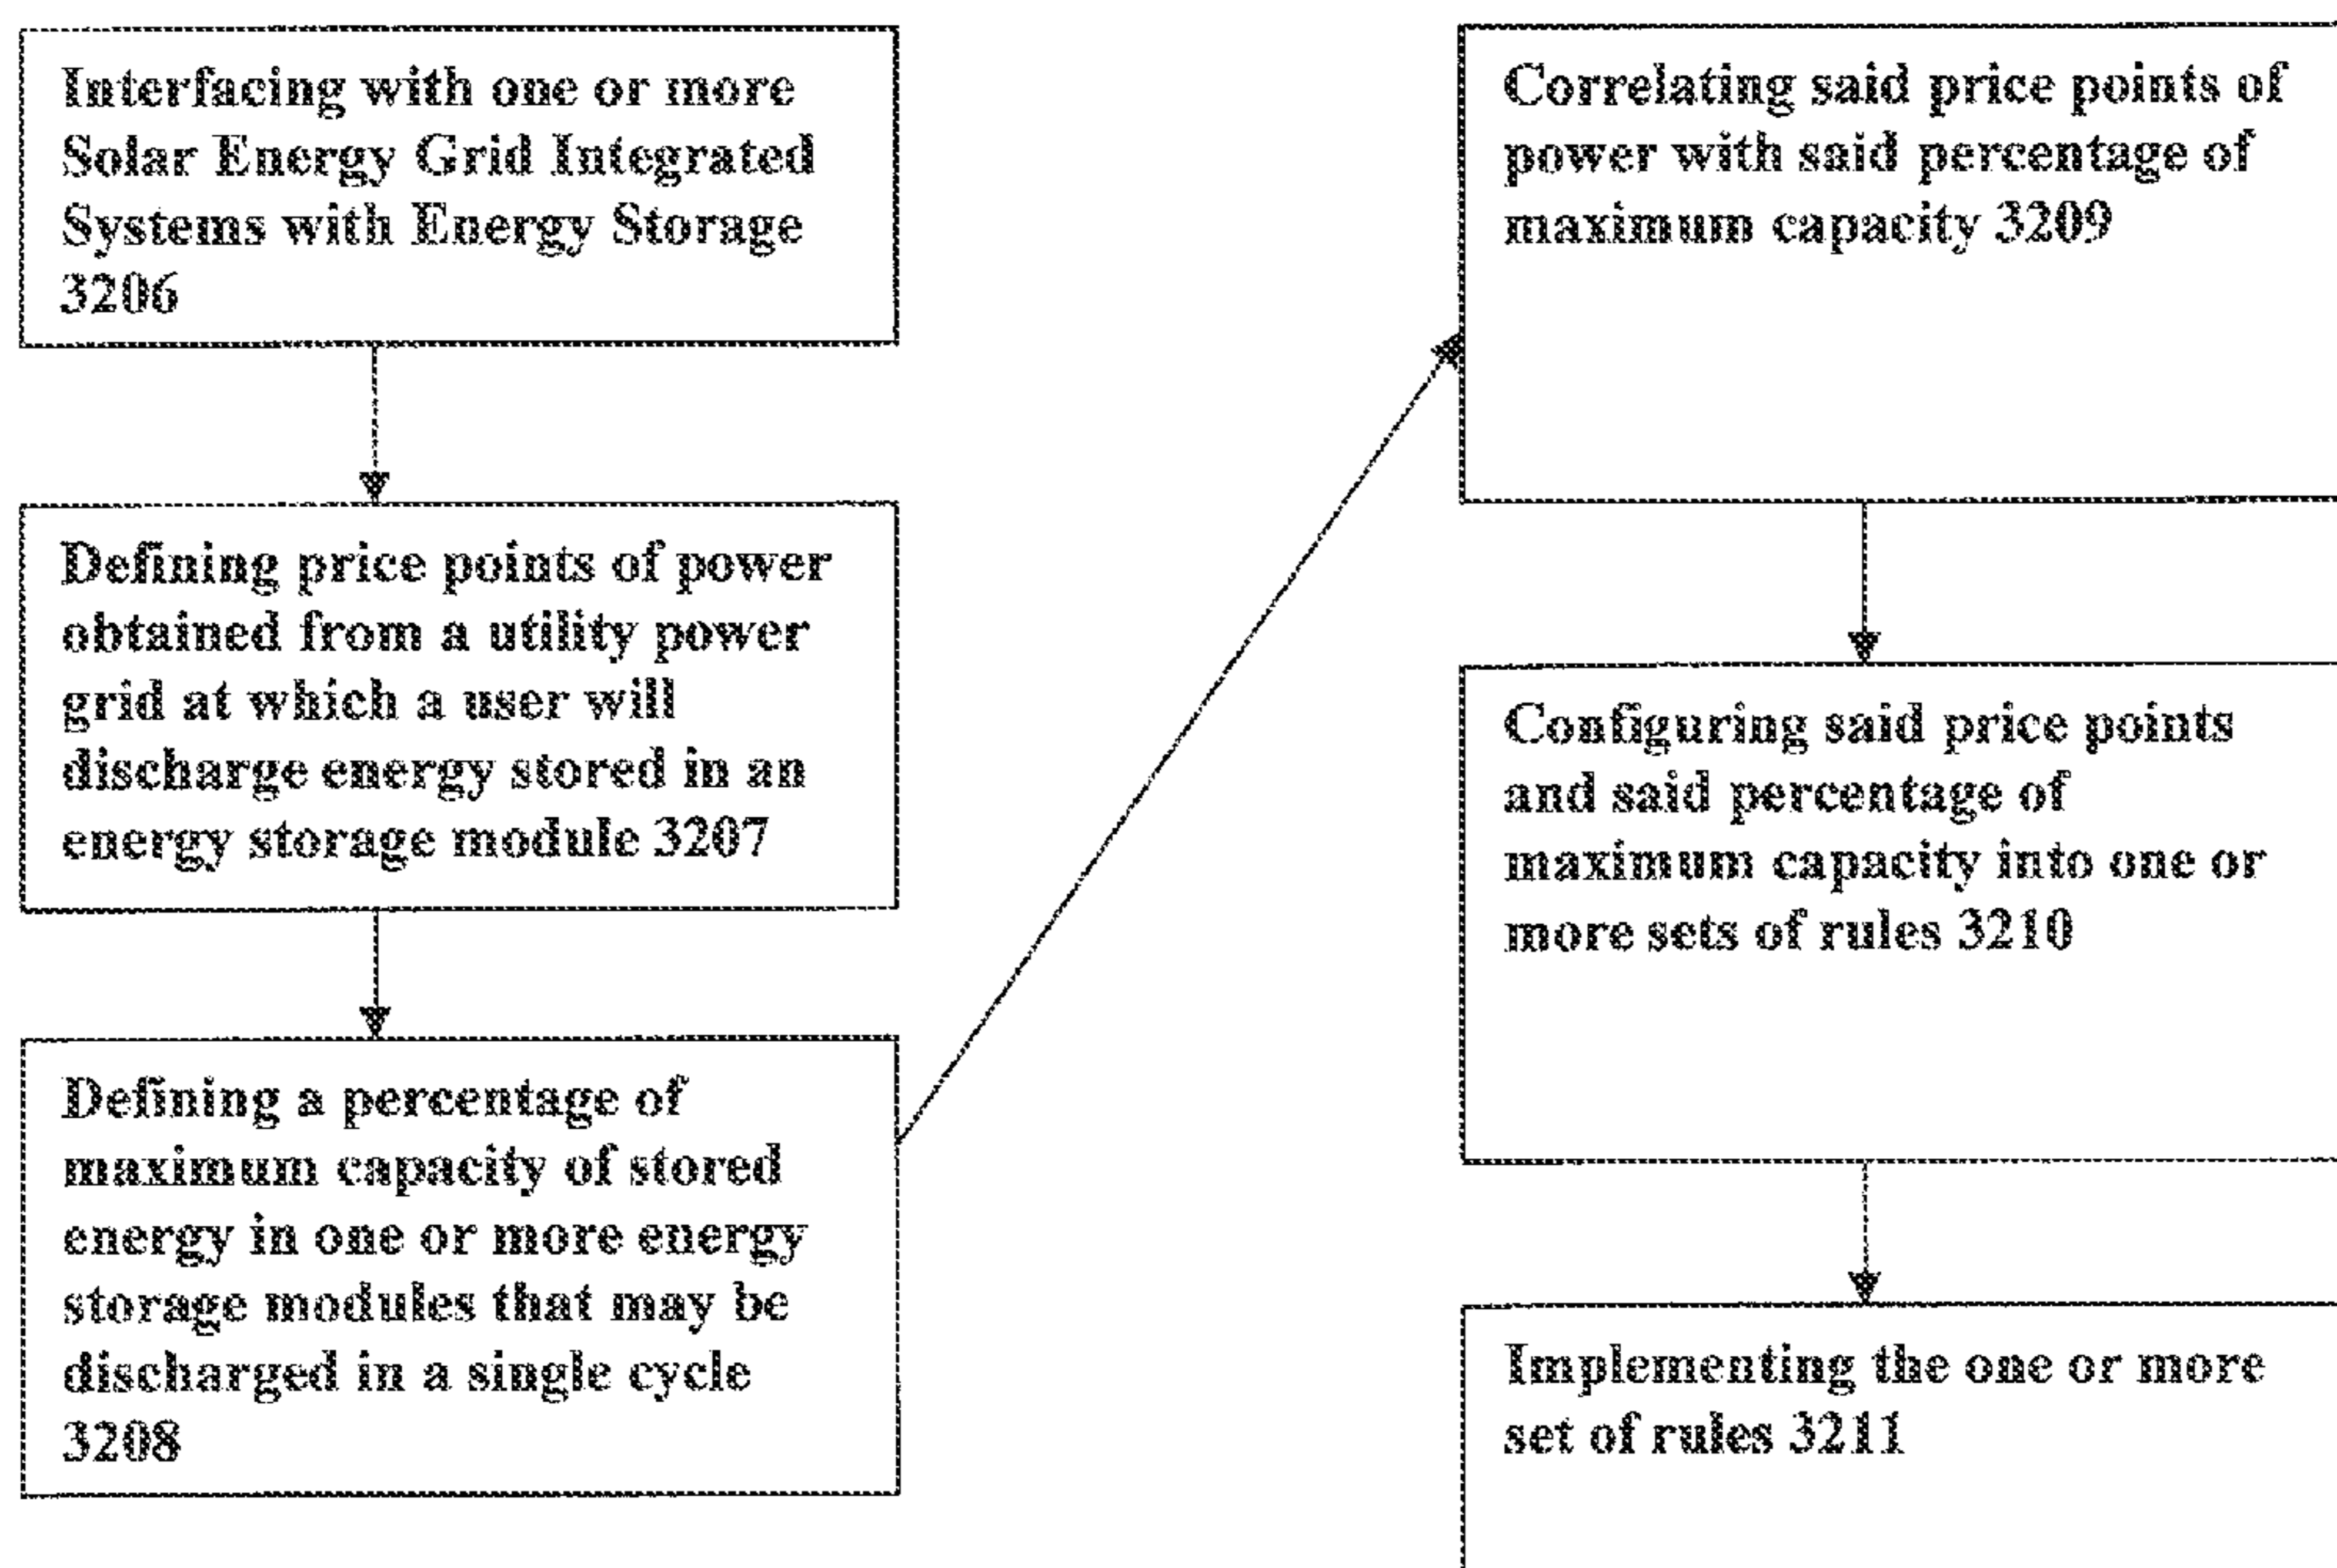 Interfacing with one or more
Solar Energy Grid Integrated
Systems with Energy Storage
3206
Defining price points of power
obtained from a utility power
grid at which a user will
discharge energy stored in an
energy storage module 3207
Defining a percentage of
maximum capacity of stored
energy in one or more energy
storage modules that may be
discharged in a single cycle
3208
Correlating said price points of
power with said percentage of
maximum capacity 3209
Configuring said price points
and said percentage of
maximum capacity into one or
more sets of rules 3210
Implementing the one or more
set of rules 3211